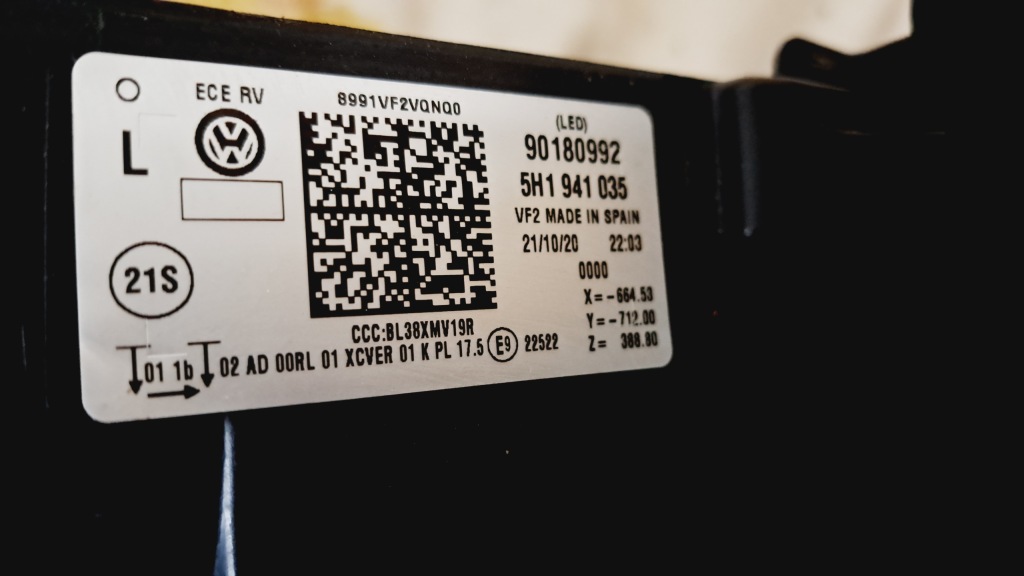 L
ECE RV
21S
8991VF2VQNQ0
(LED)
90180992
5H1 941 035
VF2 MADE IN SPAIN
21/10/20 22:03
0000
X=-664.53
Y=-712.00
Z= 388.80
CCC:BL38XMV19R
01 1b 02 AD 00RL 01 XCVER 01 K PL 17.5 E9 22522